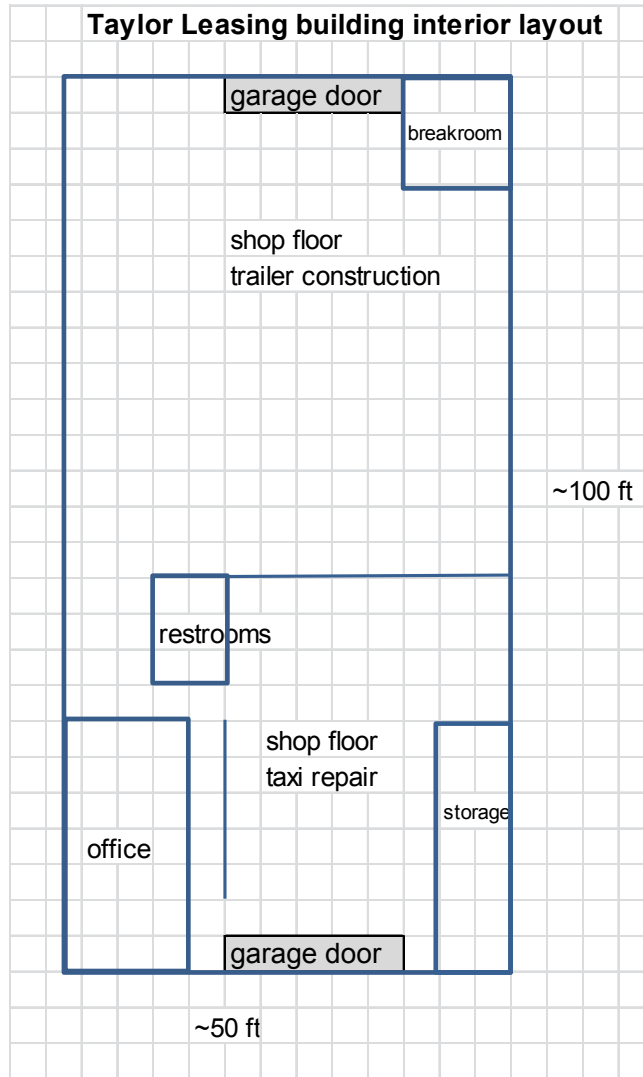 Taylor Leasing building interior layout
garage door
breakroom
shop floor
trailer construction
~100 ft
restrooms
shop floor
taxi repair
storage
office
garage door
~50 ft